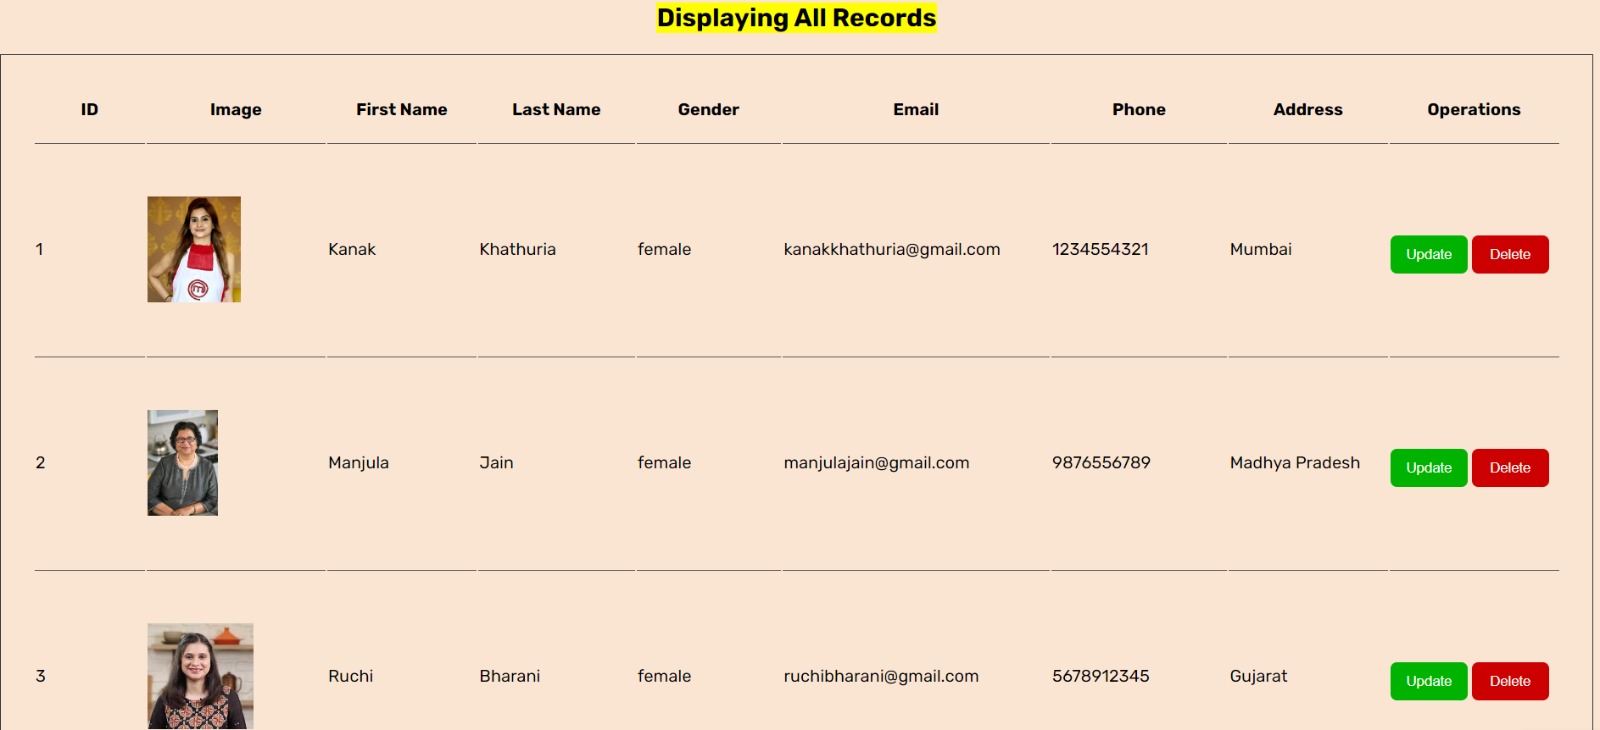 Displaying All Records
ID Image First Name Last Name Gender Email Phone Address Operations
1 Kanak Khathuria female kanakkhathuria@gmail.com 1234554321 Mumbai Update Delete
2 Manjula Jain female manjulajain@gmail.com 9876556789 Madhya Pradesh Update Delete
3 Ruchi Bharani female ruchibharani@gmail.com 5678912345 Gujarat Update Delete